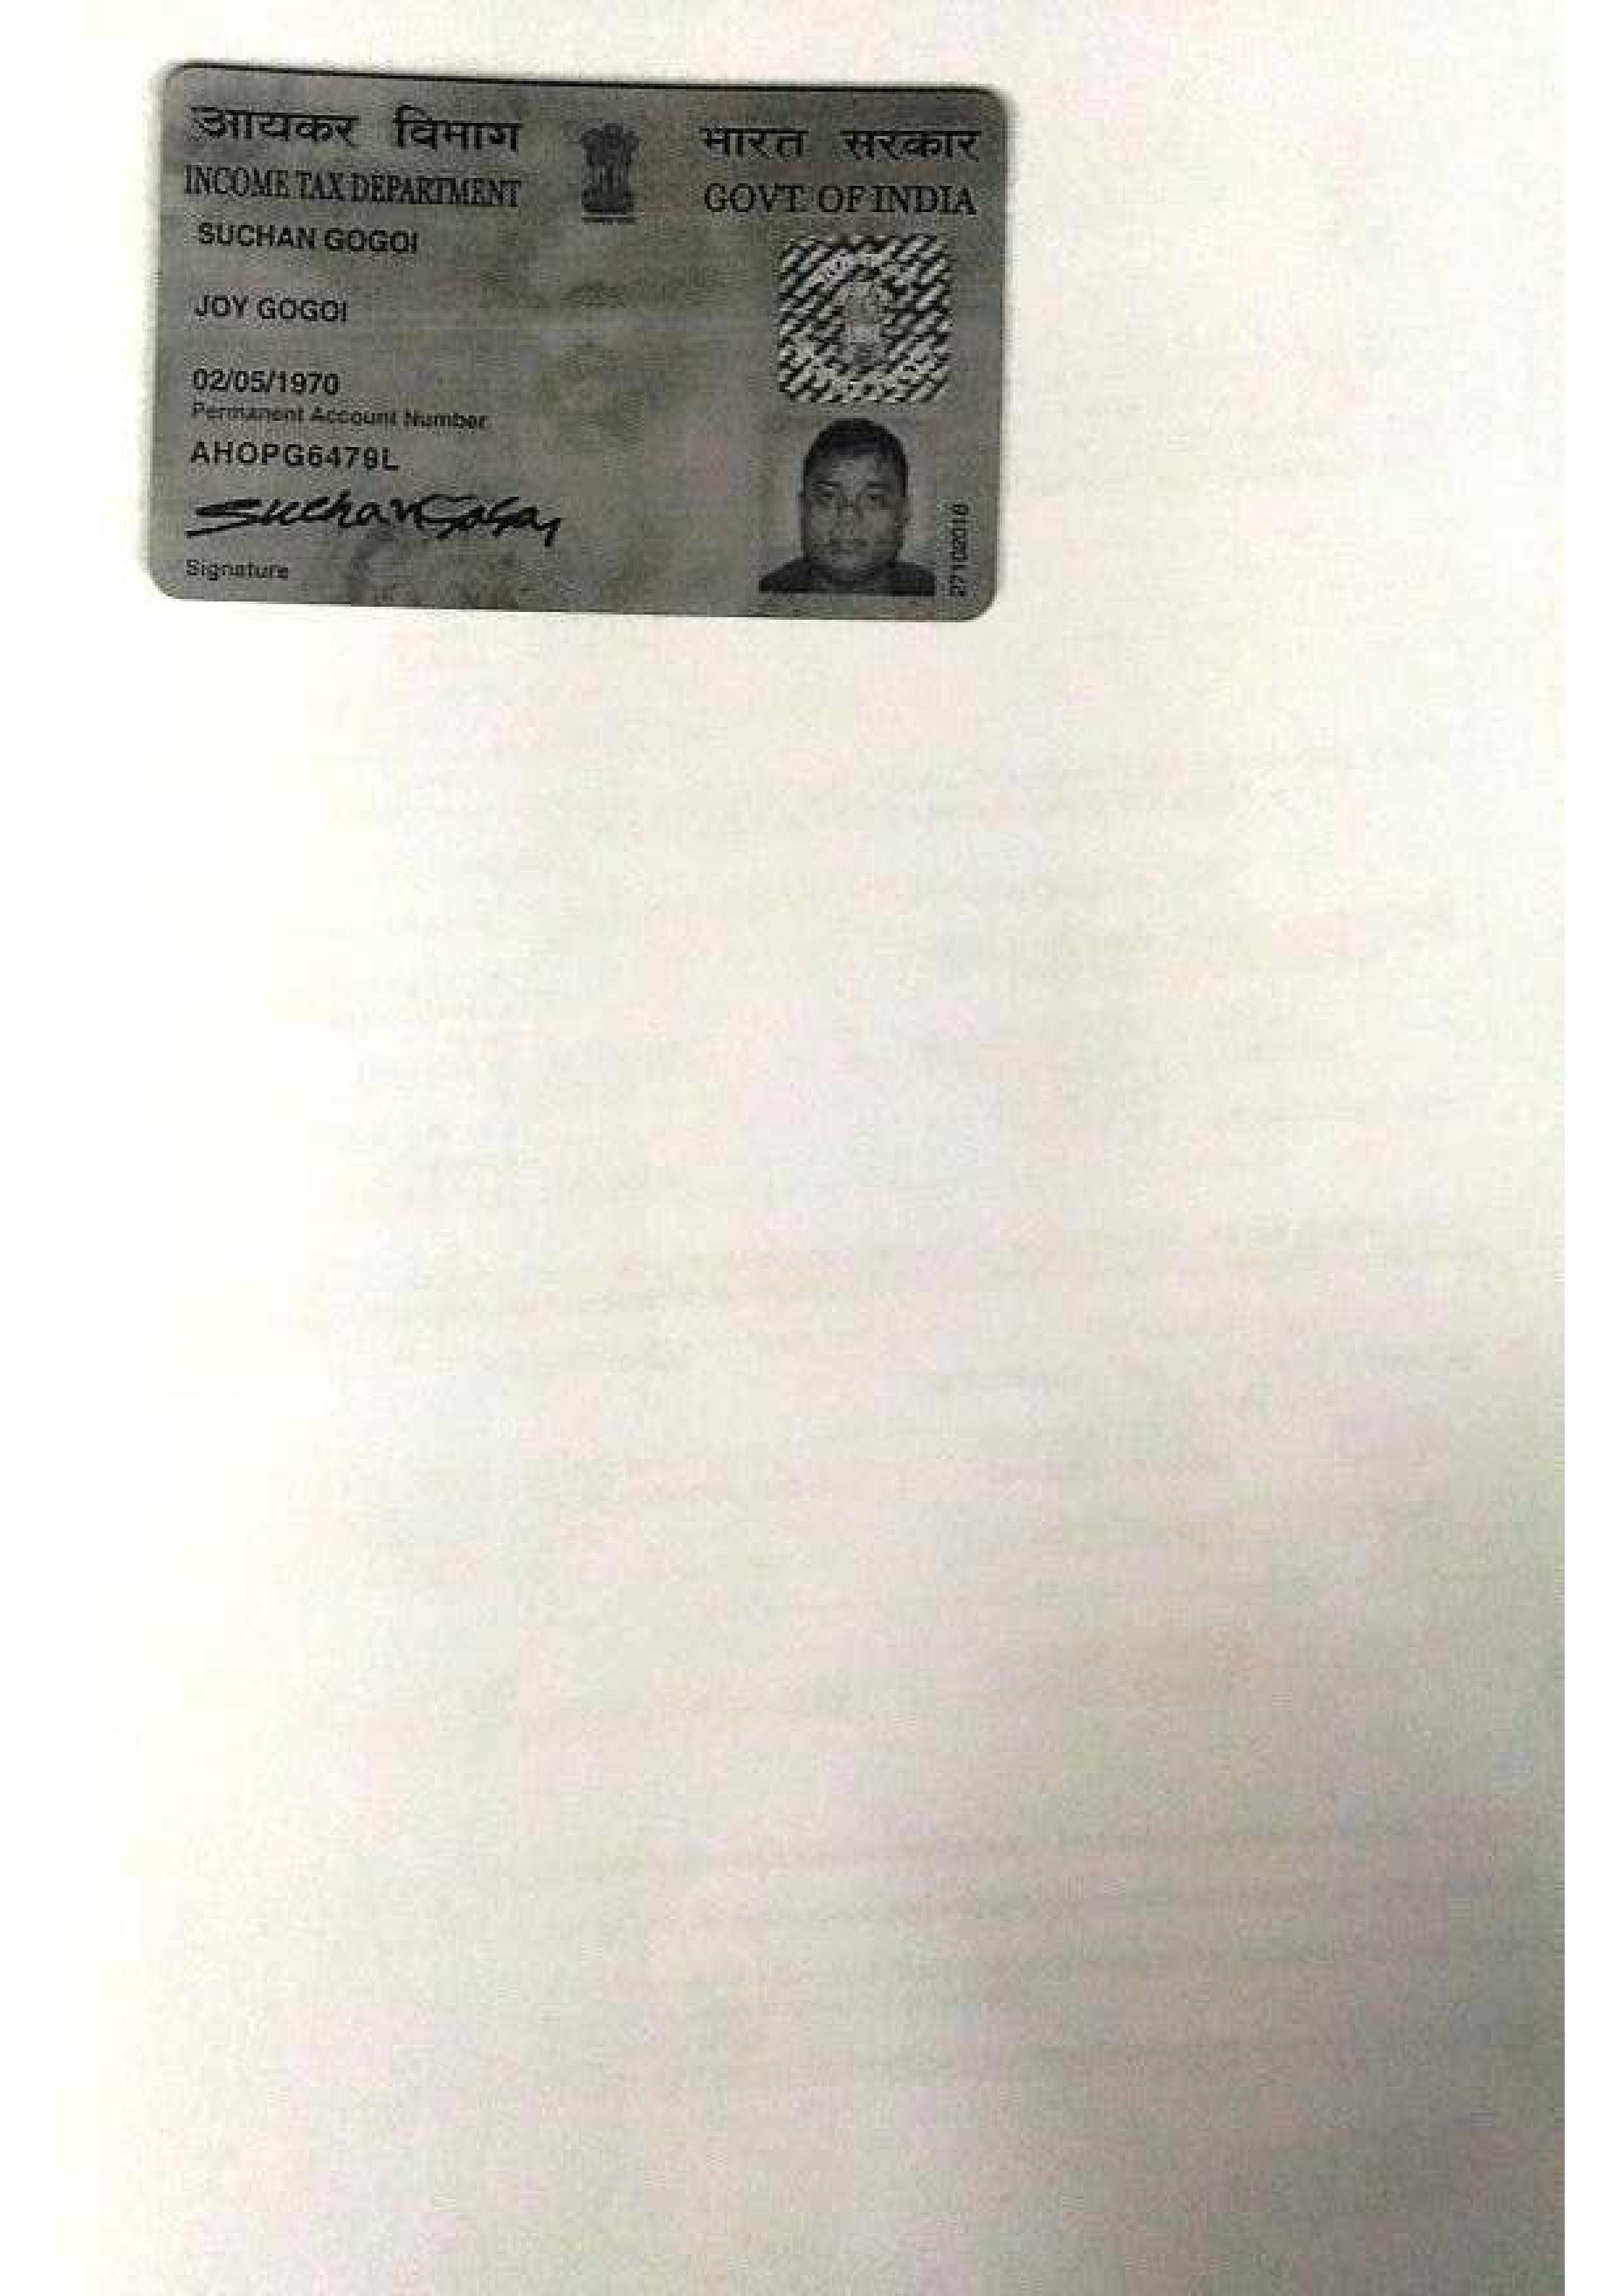 आयकर विभाग
INCOME TAX DEPARTMENT
भारत सरकार
GOVT. OF INDIA
SUCHAN GOGOI
JOY GOGOI
02/05/1970
Permanent Account Number
AHOPG6479L
Suchan Gogoi
Signature
27102016